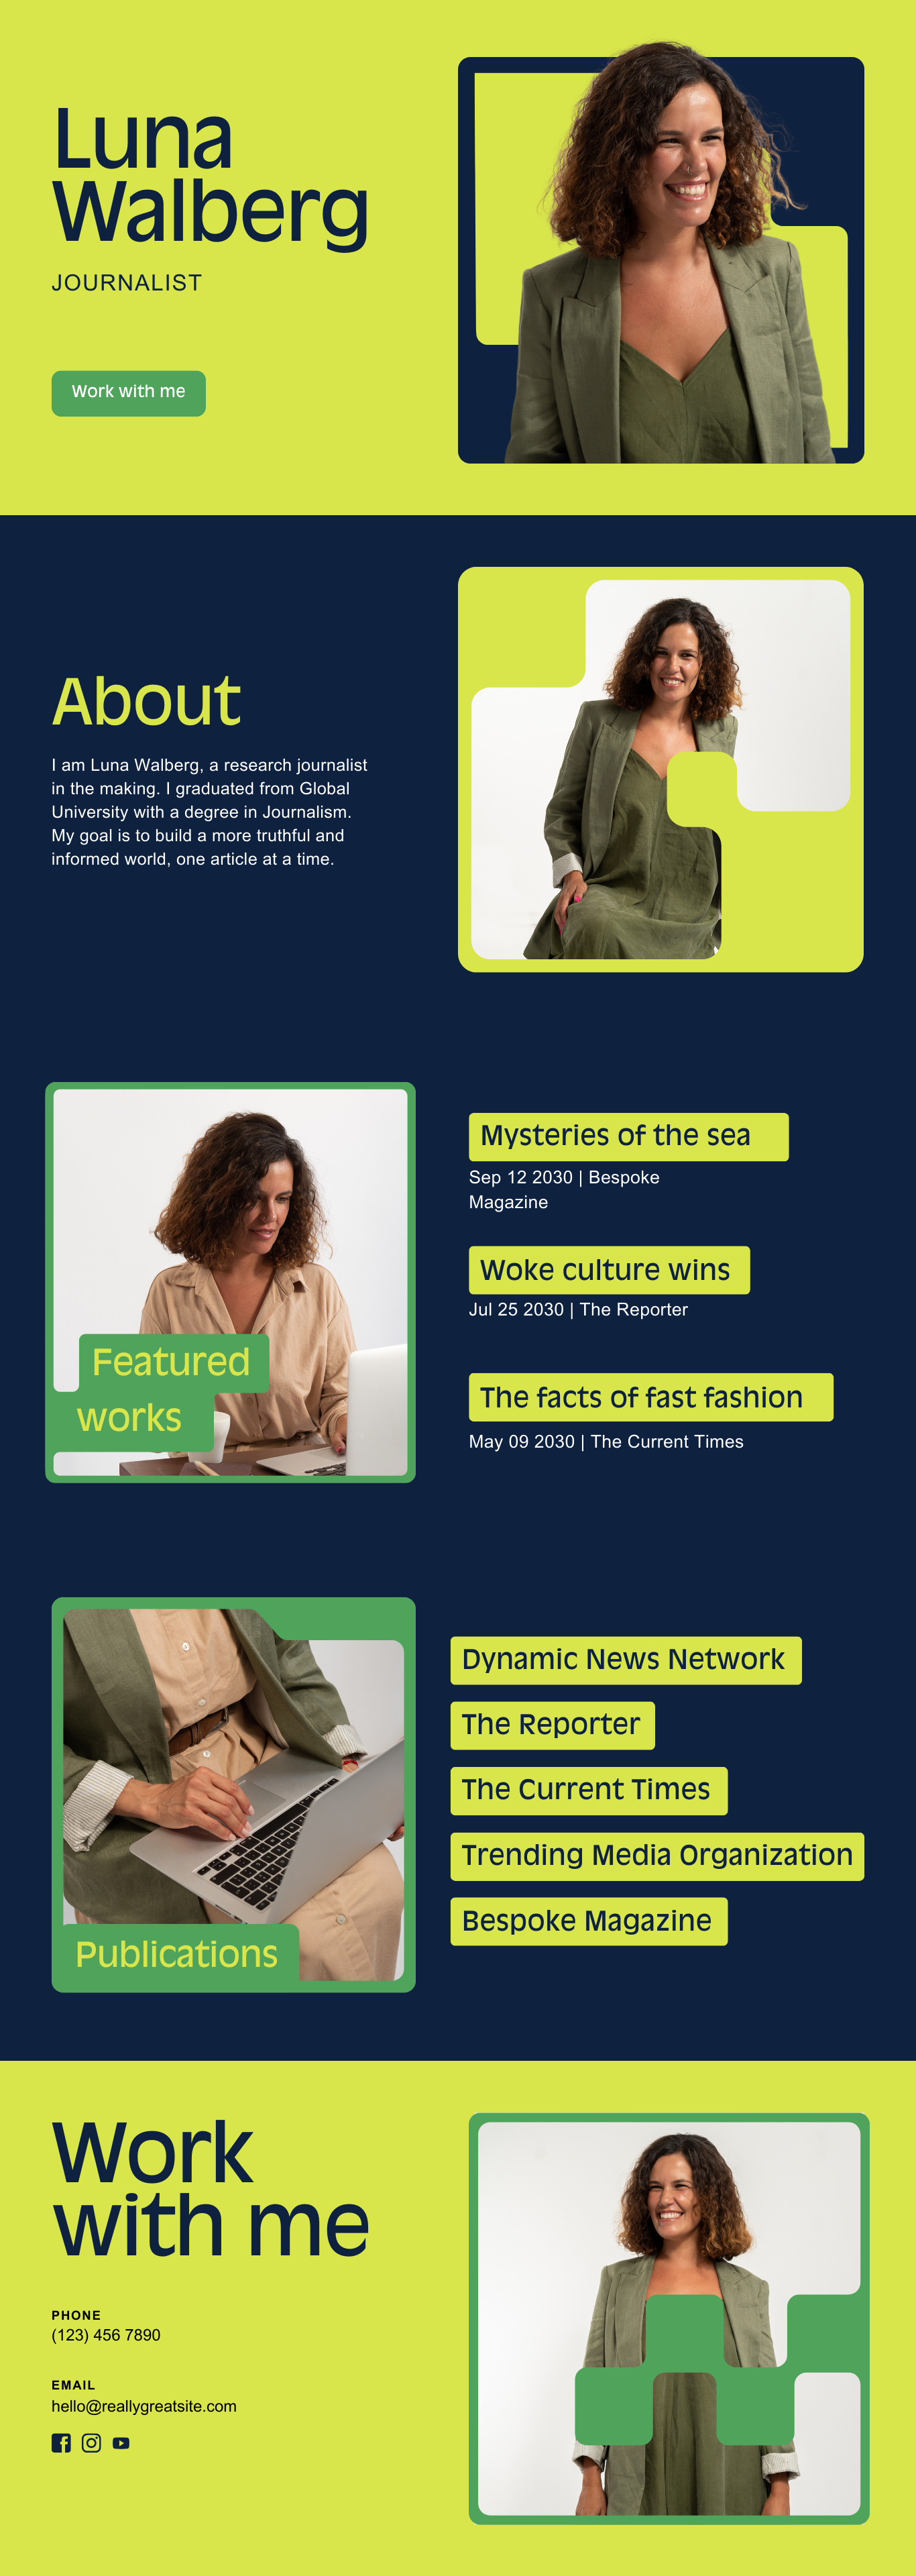 Luna
Walberg
JOURNALIST
Work with me
About
I am Luna Walberg, a research journalist
in the making. I graduated from Global
University with a degree in Journalism.
My goal is to build a more truthful and
informed world, one article at a time.
Featured
works
Mysteries of the sea
Sep 12 2030 | Bespoke
Magazine
Woke culture wins
Jul 25 2030 | The Reporter
The facts of fast fashion
May 09 2030 | The Current Times
Publications
Dynamic News Network
The Reporter
The Current Times
Trending Media Organization
Bespoke Magazine
Work
with me
PHONE
(123) 456 7890
EMAIL
hello@reallygreatsite.com